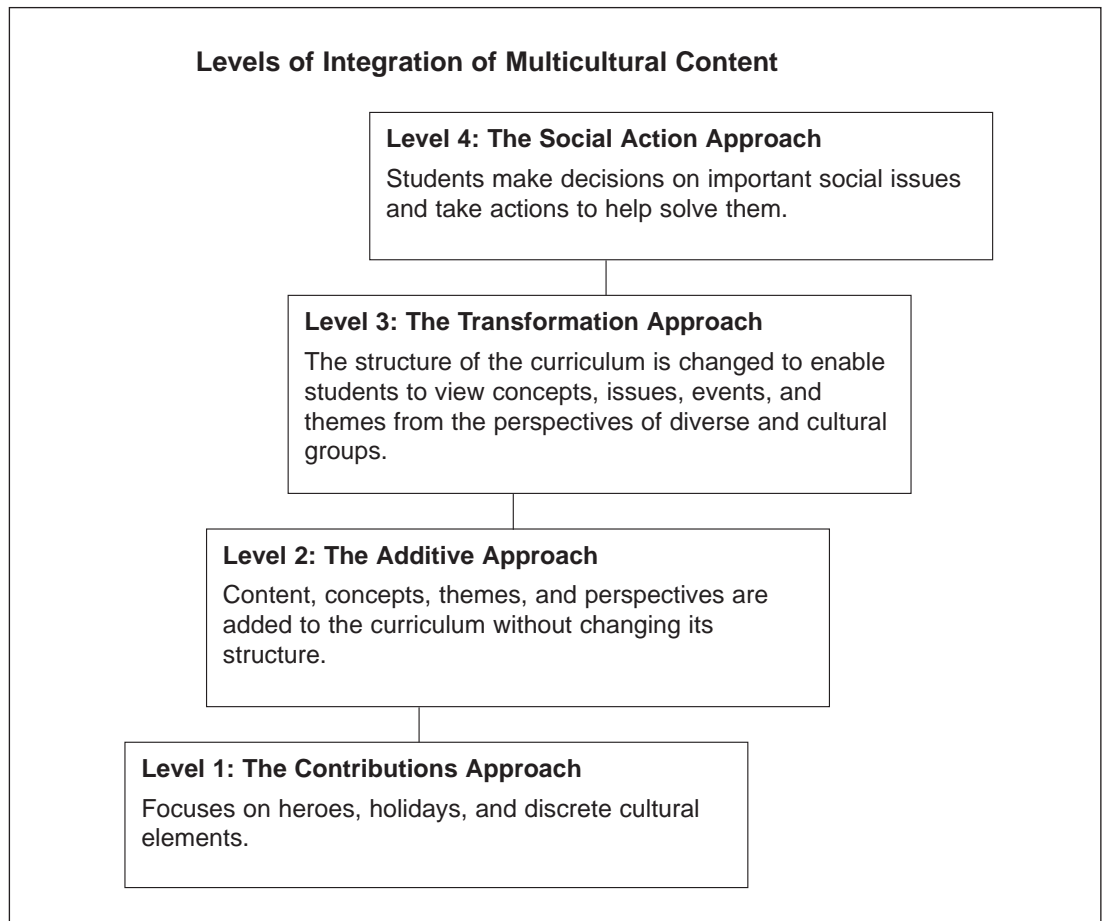 Levels of Integration of Multicultural Content
Level 4: The Social Action Approach
Students make decisions on important social issues
and take actions to help solve them.
Level 3: The Transformation Approach
The structure of the curriculum is changed to enable
students to view concepts, issues, events, and
themes from the perspectives of diverse and cultural
groups.
Level 2: The Additive Approach
Content, concepts, themes, and perspectives are
added to the curriculum without changing its
structure.
Level 1: The Contributions Approach
Focuses on heroes, holidays, and discrete cultural
elements.